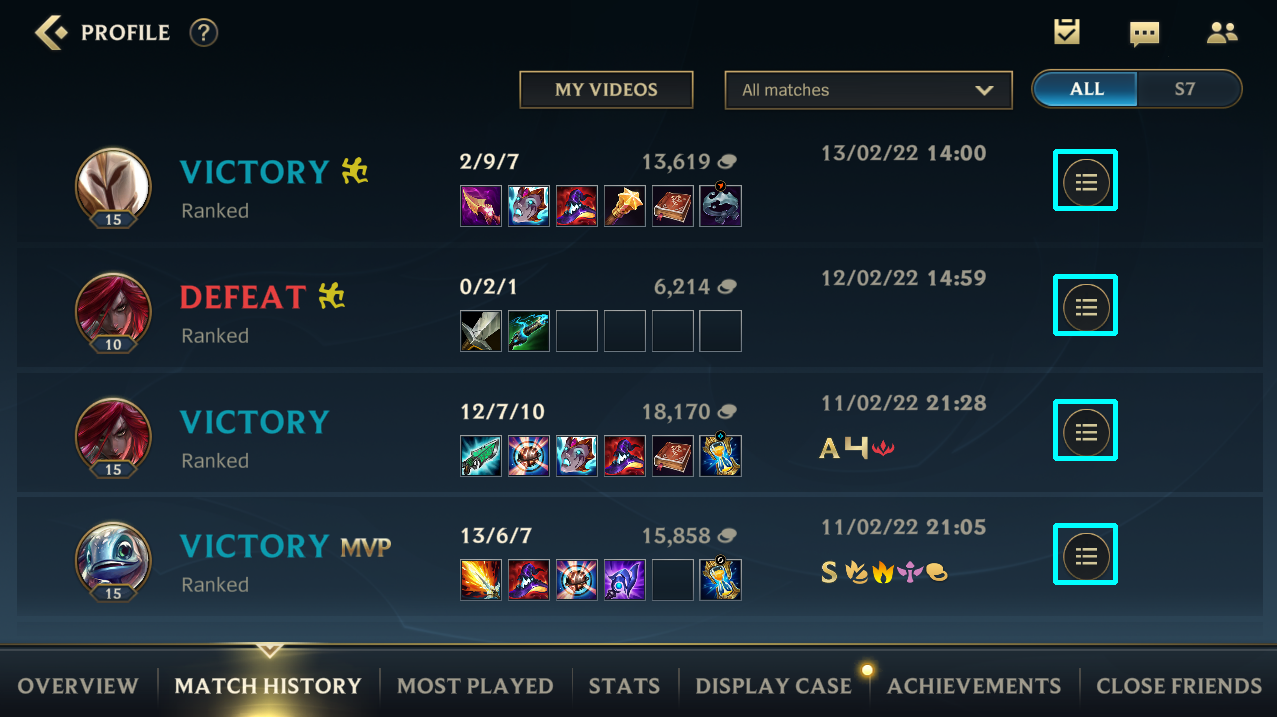 PROFILE ?
MY VIDEOS All matches ALL S7
VICTORY 2/9/7 13,619 13/02/22 14:00
Ranked
15
DEFEAT 0/2/1 6,214 12/02/22 14:59
Ranked
10
VICTORY 12/7/10 18,170 11/02/22 21:28
Ranked A 4
15
VICTORY MVP 13/6/7 15,858 11/02/22 21:05
Ranked S
15
OVERVIEW MATCH HISTORY MOST PLAYED STATS DISPLAY CASE ACHIEVEMENTS CLOSE FRIENDS